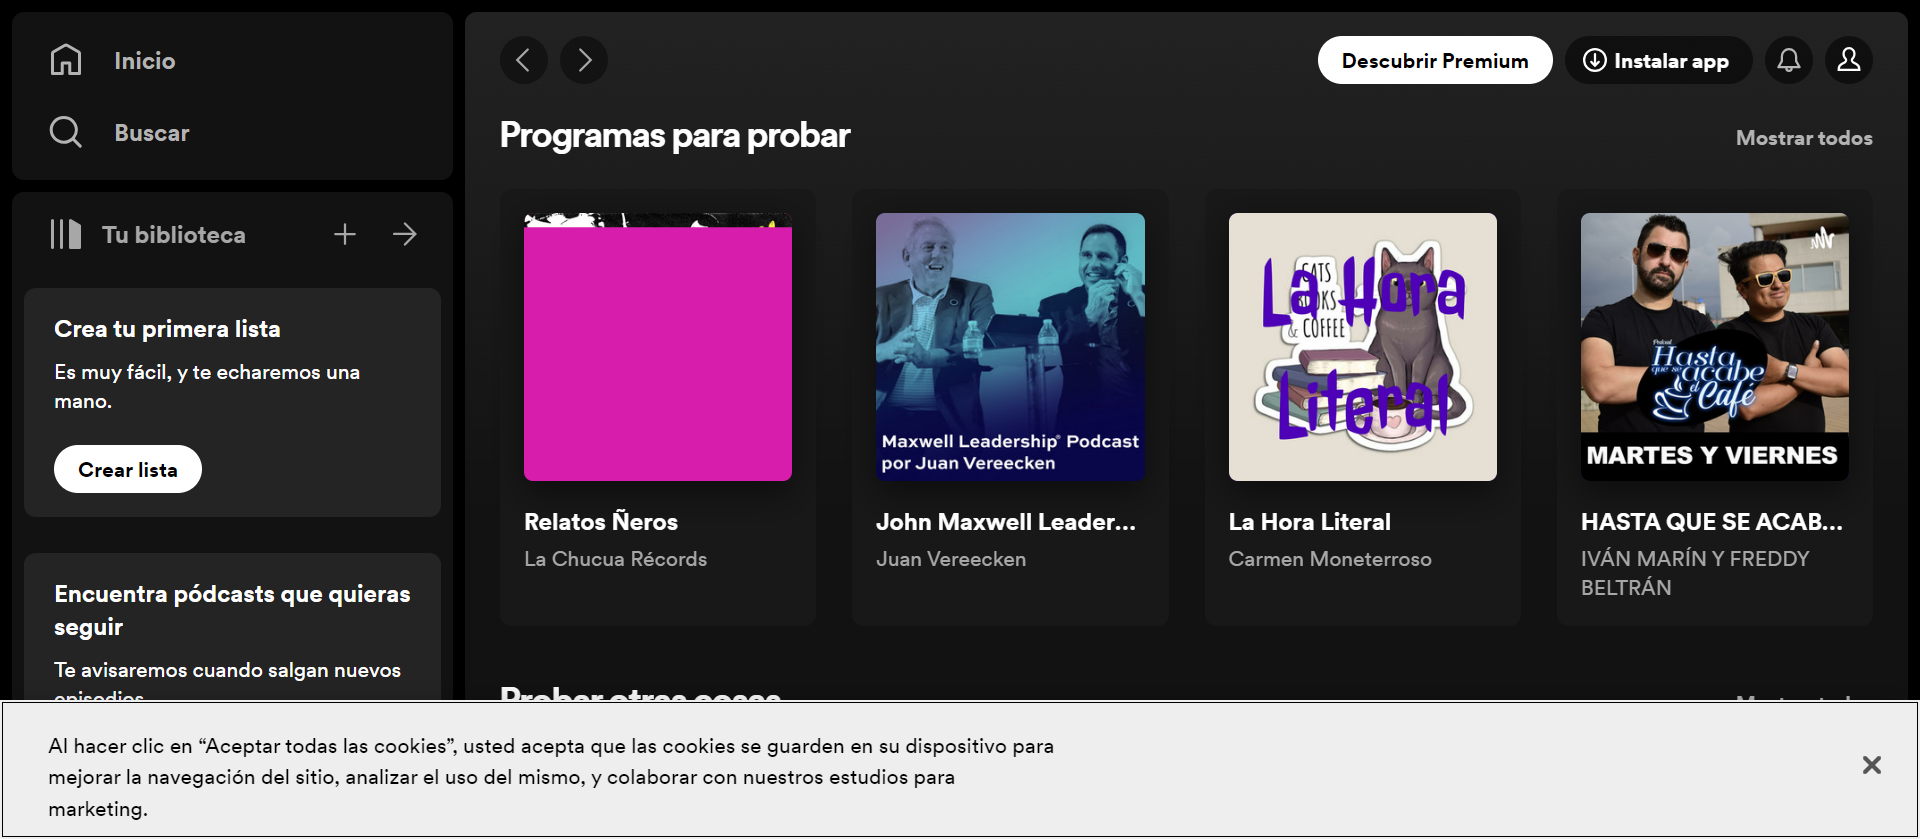 Inicio
Buscar
Tu biblioteca
Crea tu primera lista
Es muy fácil, y te echaremos una
mano.
Crear lista
Encuentra pódcasts que quieras
seguir
Te avisaremos cuando salgan nuevos
episodios
Descubrir Premium
Instalar app
Programas para probar
Mostrar todos
CATS
BOOKS
& COFFEE
La Hora
Literal
Maxwell Leadership® Podcast
por Juan Vereecken
Podcast
Hasta
que se acabe
el
Café
MARTES Y VIERNES
Relatos Ñeros
La Chucua Récords
John Maxwell Leader...
Juan Vereecken
La Hora Literal
Carmen Moneterroso
HASTA QUE SE ACAB...
IVÁN MARÍN Y FREDDY
BELTRÁN
Probar otras cosas
Mostrar todos
Al hacer clic en “Aceptar todas las cookies”, usted acepta que las cookies se guarden en su dispositivo para
mejorar la navegación del sitio, analizar el uso del mismo, y colaborar con nuestros estudios para
marketing.